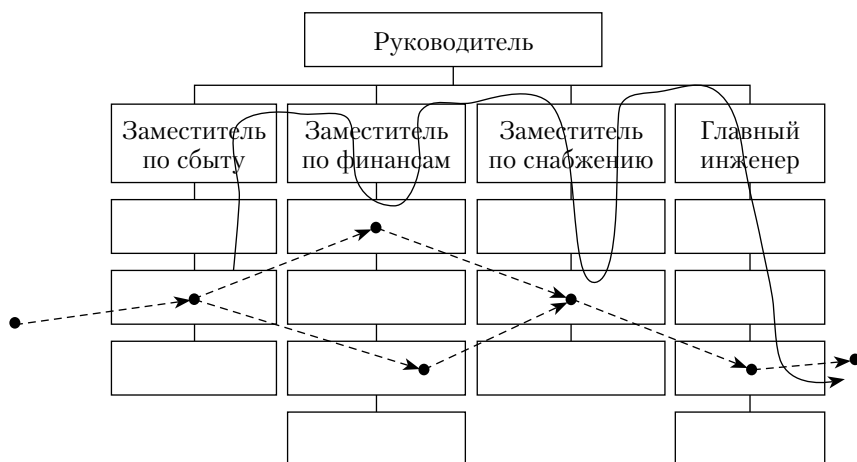 Руководитель
Заместитель
по сбыту
Заместитель
по финансам
Заместитель
по снабжению
Главный
инженер